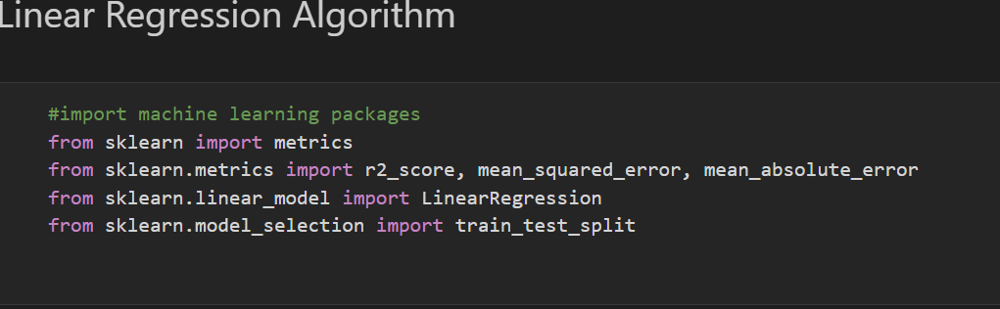 Linear Regression Algorithm
#import machine learning packages
from sklearn import metrics
from sklearn.metrics import r2_score, mean_squared_error, mean_absolute_error
from sklearn.linear_model import LinearRegression
from sklearn.model_selection import train_test_split